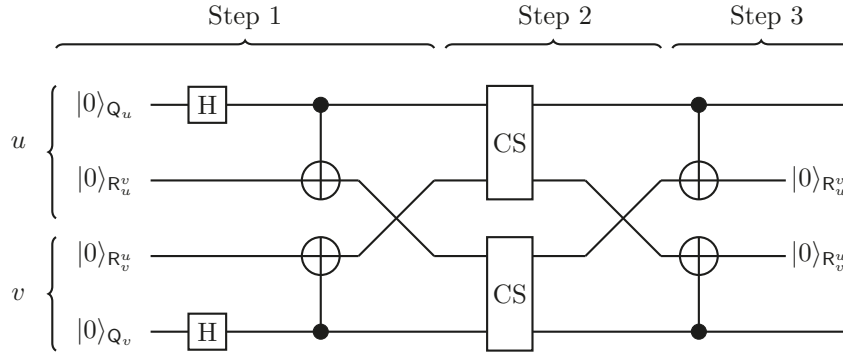 Step 1 Step 2 Step 3
u
|0⟩Q_u H
CS
|0⟩R_u^v |0⟩R_u^v
v
|0⟩R_v^u |0⟩R_v^u
CS
|0⟩Q_v H